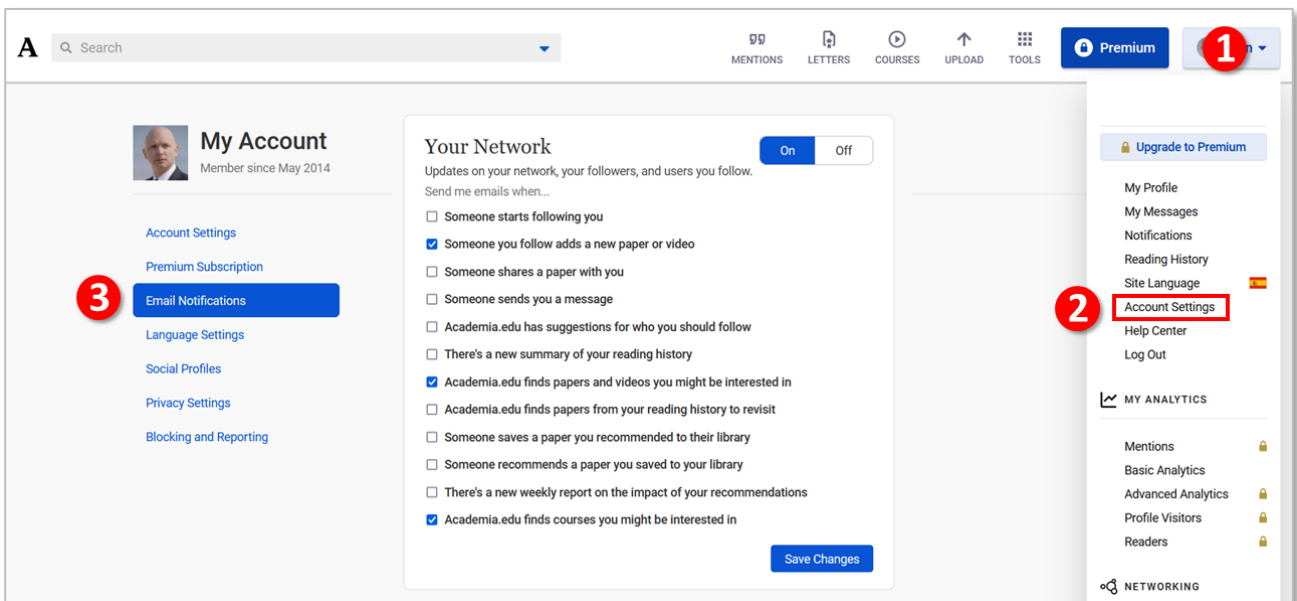 A
Search
MENTIONS
LETTERS
COURSES
UPLOAD
TOOLS
Premium
1
My Account
Member since May 2014
Account Settings
Premium Subscription
3
Email Notifications
Language Settings
Social Profiles
Privacy Settings
Blocking and Reporting
Your Network
On
Off
Updates on your network, your followers, and users you follow.
Send me emails when...
Someone starts following you
Someone you follow adds a new paper or video
Someone shares a paper with you
Someone sends you a message
Academia.edu has suggestions for who you should follow
There's a new summary of your reading history
Academia.edu finds papers and videos you might be interested in
Academia.edu finds papers from your reading history to revisit
Someone saves a paper you recommended to their library
Someone recommends a paper you saved to your library
There's a new weekly report on the impact of your recommendations
Academia.edu finds courses you might be interested in
Save Changes
Upgrade to Premium
My Profile
My Messages
Notifications
Reading History
Site Language
2
Account Settings
Help Center
Log Out
MY ANALYTICS
Mentions
Basic Analytics
Advanced Analytics
Profile Visitors
Readers
NETWORKING